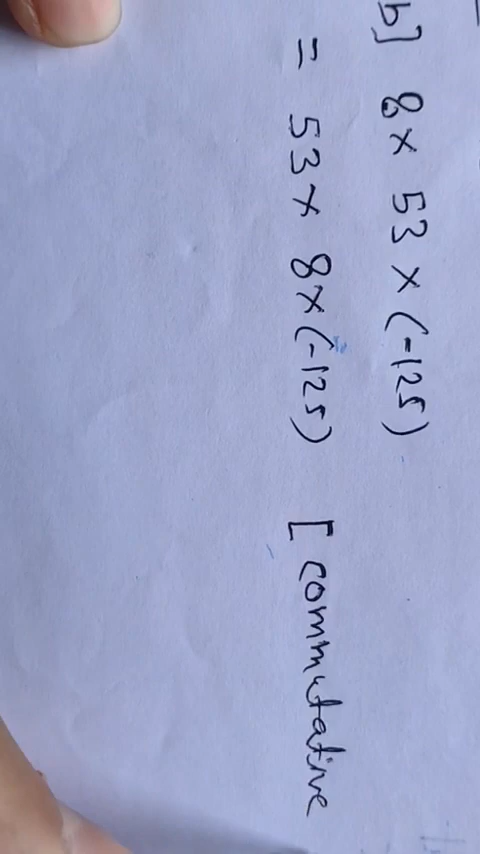 b] 8 × 53 × (-125)
= 53 × 8 × (-125) [commutative